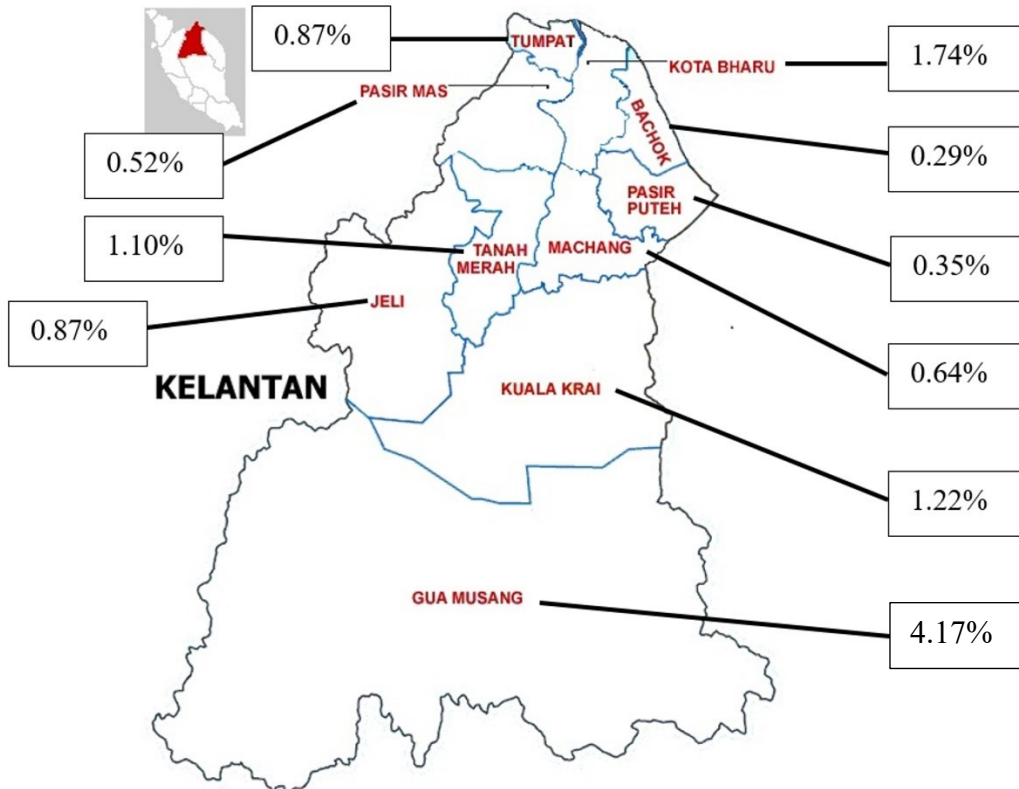 0.87%
TUMPAT
KOTA BHARU
1.74%
PASIR MAS
BACHOK
0.52%
0.29%
PASIR
PUTEH
1.10%
TANAH
MERAH
MACHANG
0.35%
JELI
0.87%
0.64%
KELANTAN
KUALA KRAI
1.22%
GUA MUSANG
4.17%